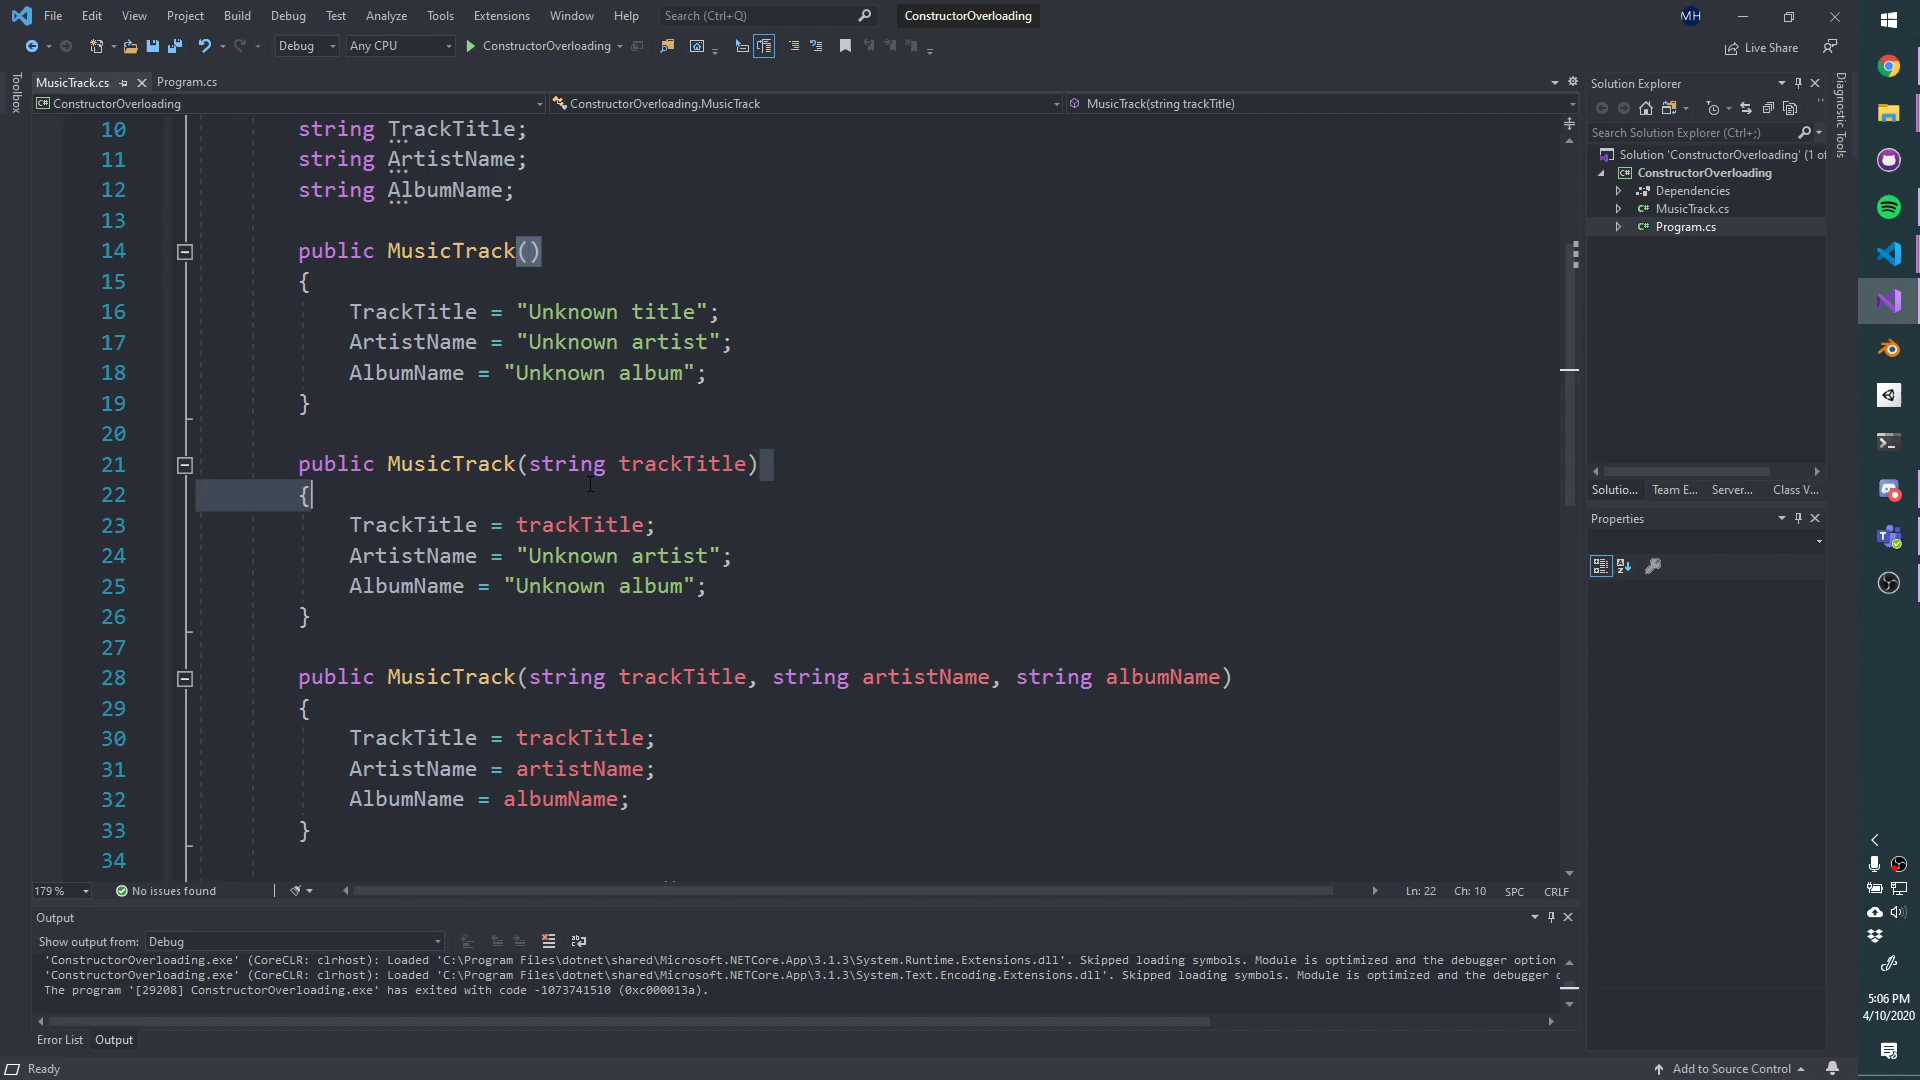 File Edit View Project Build Debug Test Analyze Tools Extensions Window Help Search (Ctrl+Q) ConstructorOverloading MH
Debug Any CPU ConstructorOverloading Live Share
Toolbox
MusicTrack.cs Program.cs
ConstructorOverloading ConstructorOverloading.MusicTrack MusicTrack(string trackTitle)
10 string TrackTitle;
11 string ArtistName;
12 string AlbumName;
13
14 public MusicTrack()
15 {
16 TrackTitle = "Unknown title";
17 ArtistName = "Unknown artist";
18 AlbumName = "Unknown album";
19 }
20
21 public MusicTrack(string trackTitle)
22 {
23 TrackTitle = trackTitle;
24 ArtistName = "Unknown artist";
25 AlbumName = "Unknown album";
26 }
27
28 public MusicTrack(string trackTitle, string artistName, string albumName)
29 {
30 TrackTitle = trackTitle;
31 ArtistName = artistName;
32 AlbumName = albumName;
33 }
34
179 % No issues found Ln: 22 Ch: 10 SPC CRLF
Output
Show output from: Debug
'ConstructorOverloading.exe' (CoreCLR: clrhost): Loaded 'C:\Program Files\dotnet\shared\Microsoft.NETCore.App\3.1.3\System.Runtime.Extensions.dll'. Skipped loading symbols. Module is optimized and the debugger option
'ConstructorOverloading.exe' (CoreCLR: clrhost): Loaded 'C:\Program Files\dotnet\shared\Microsoft.NETCore.App\3.1.3\System.Text.Encoding.Extensions.dll'. Skipped loading symbols. Module is optimized and the debugger
The program '[29208] ConstructorOverloading.exe' has exited with code -1073741510 (0xc000013a).
Error List Output
Ready Add to Source Control
Solution Explorer
Search Solution Explorer (Ctrl+;)
Solution 'ConstructorOverloading' (1 of
C# ConstructorOverloading
Dependencies
C# MusicTrack.cs
C# Program.cs
Solutio... Team E... Server... Class V...
Properties
Diagnostic Tools
5:06 PM
4/10/2020